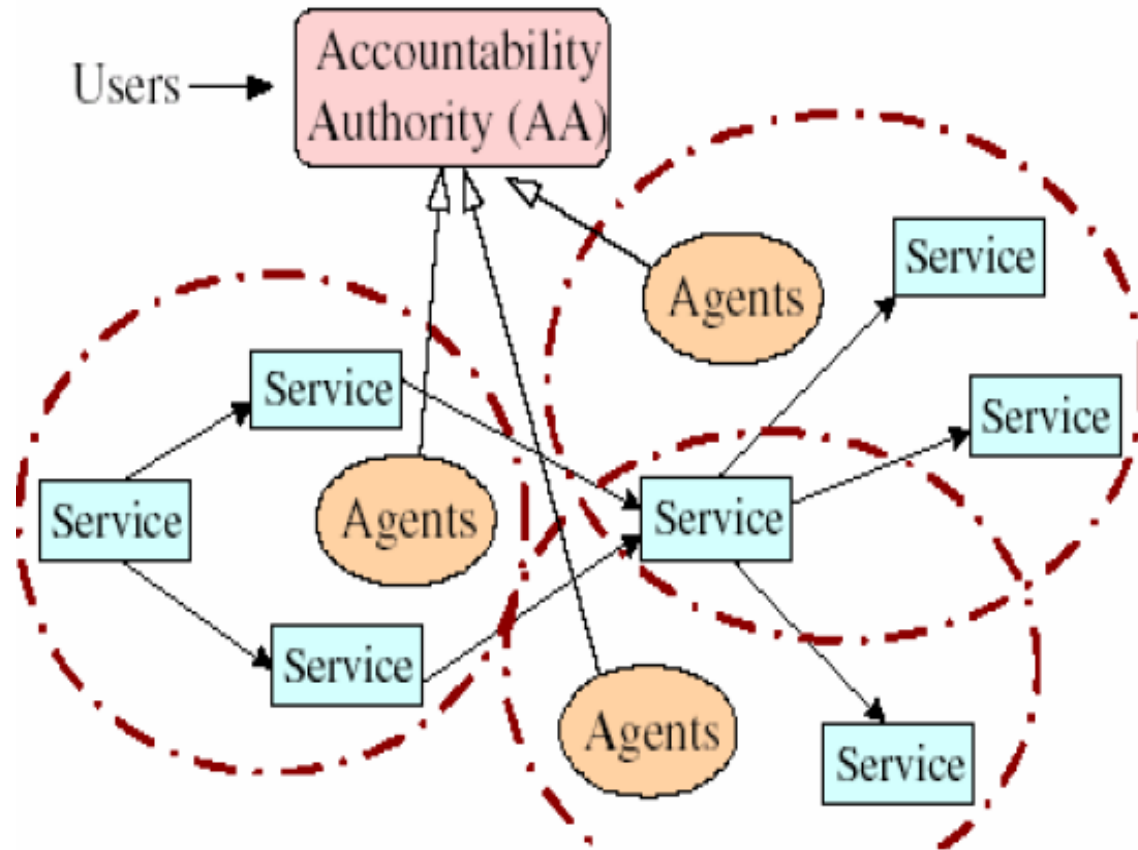 Accountability
Users
Authority (AA)
Service
Agents
Service
Service
Service
Agents
Service
Service
Service
Agents
Service